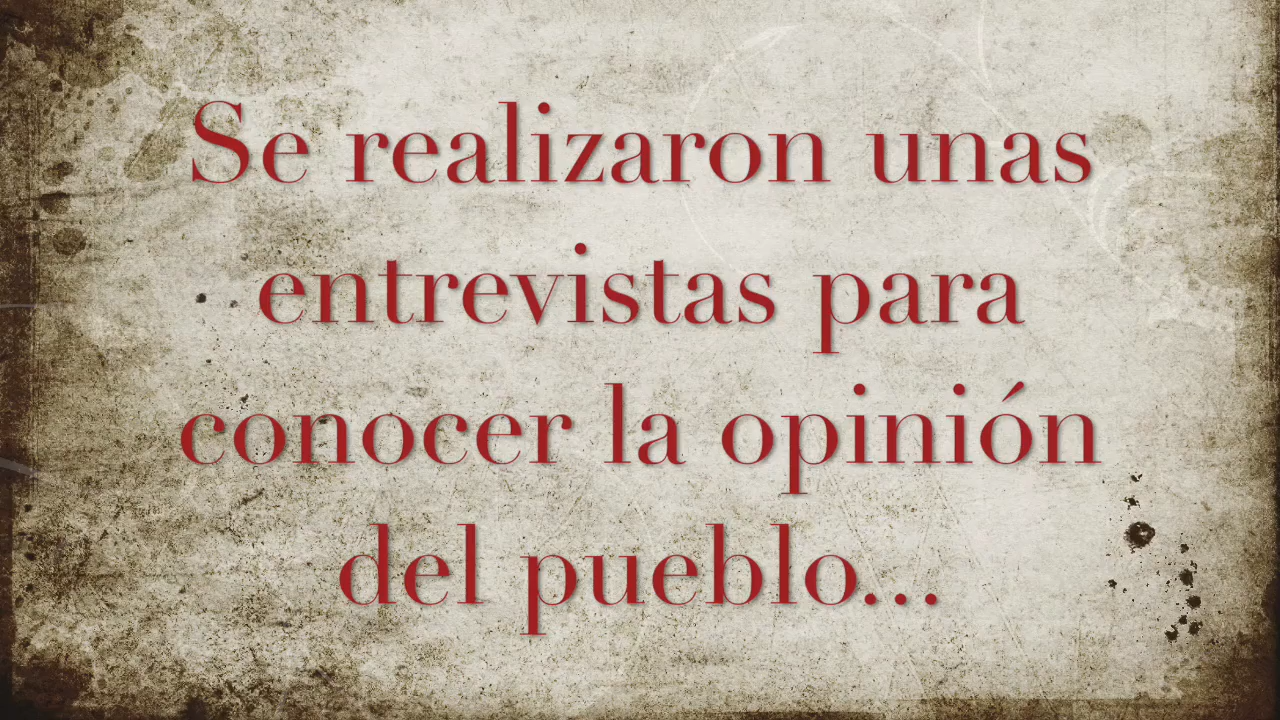 Se realizaron unas
entrevistas para
conocer la opinión
del pueblo...